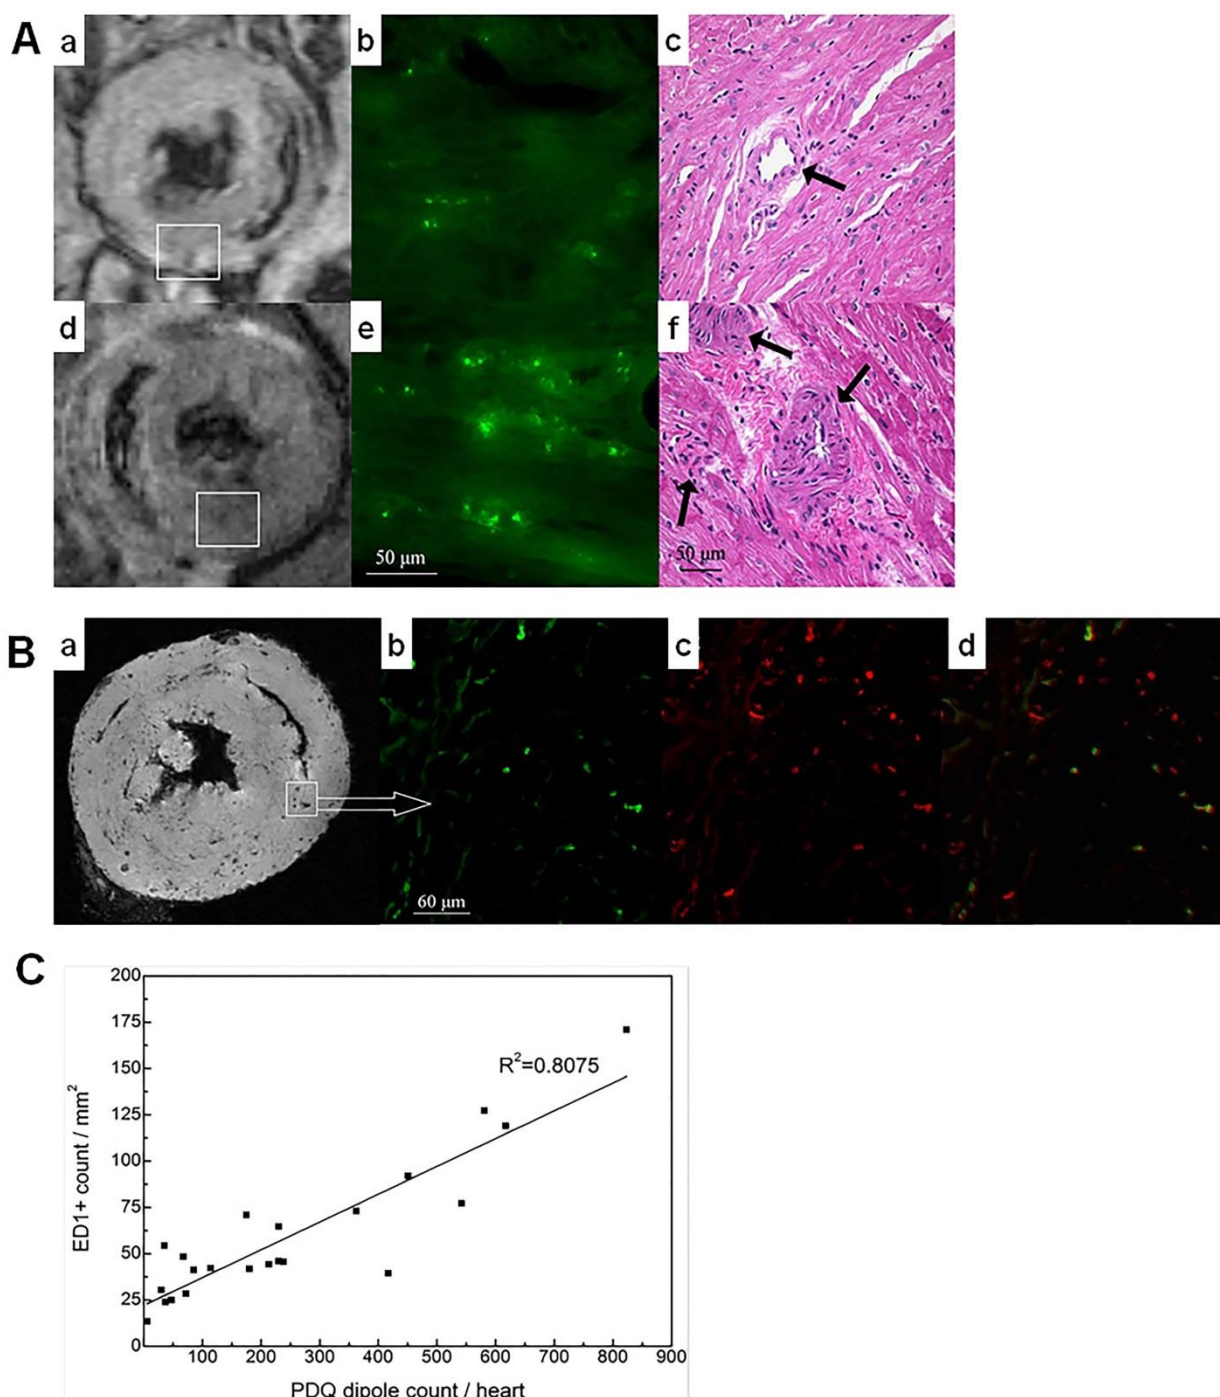 A
a
b
c
d
e
f
50 µm
50 µm
B
a
b
c
d
60 µm
C
200
175
150
125
100
75
50
25
0
ED1+ count / mm²
R²=0.8075
100 200 300 400 500 600 700 800 900
PDQ dipole count / heart